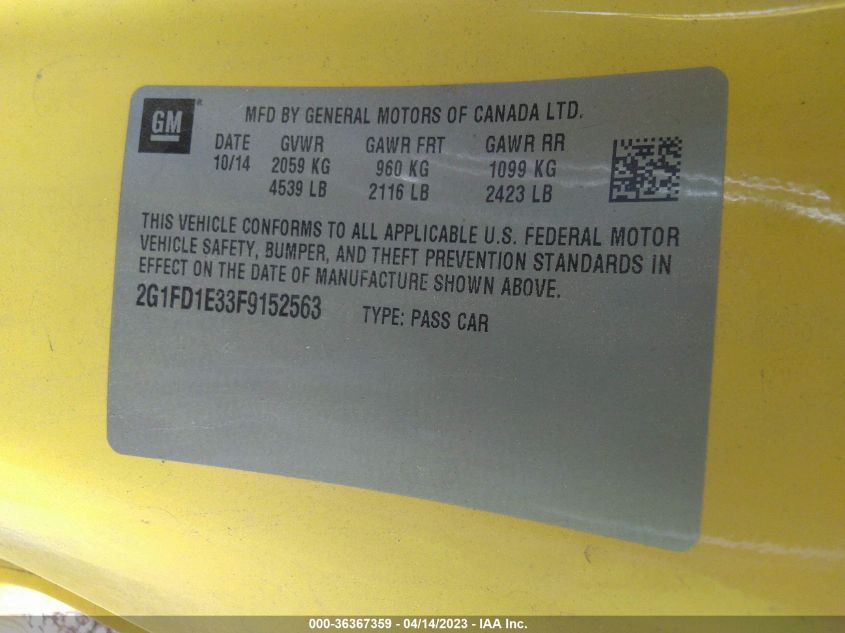 GM
MFD BY GENERAL MOTORS OF CANADA LTD.
DATE GVWR GAWR FRT GAWR RR
10/14 2059 KG 960 KG 1099 KG
4539 LB 2116 LB 2423 LB
THIS VEHICLE CONFORMS TO ALL APPLICABLE U.S. FEDERAL MOTOR
VEHICLE SAFETY, BUMPER, AND THEFT PREVENTION STANDARDS IN
EFFECT ON THE DATE OF MANUFACTURE SHOWN ABOVE.
2G1FD1E33F9152563 TYPE: PASS CAR
000-36367359 - 04/14/2023 - IAA Inc.